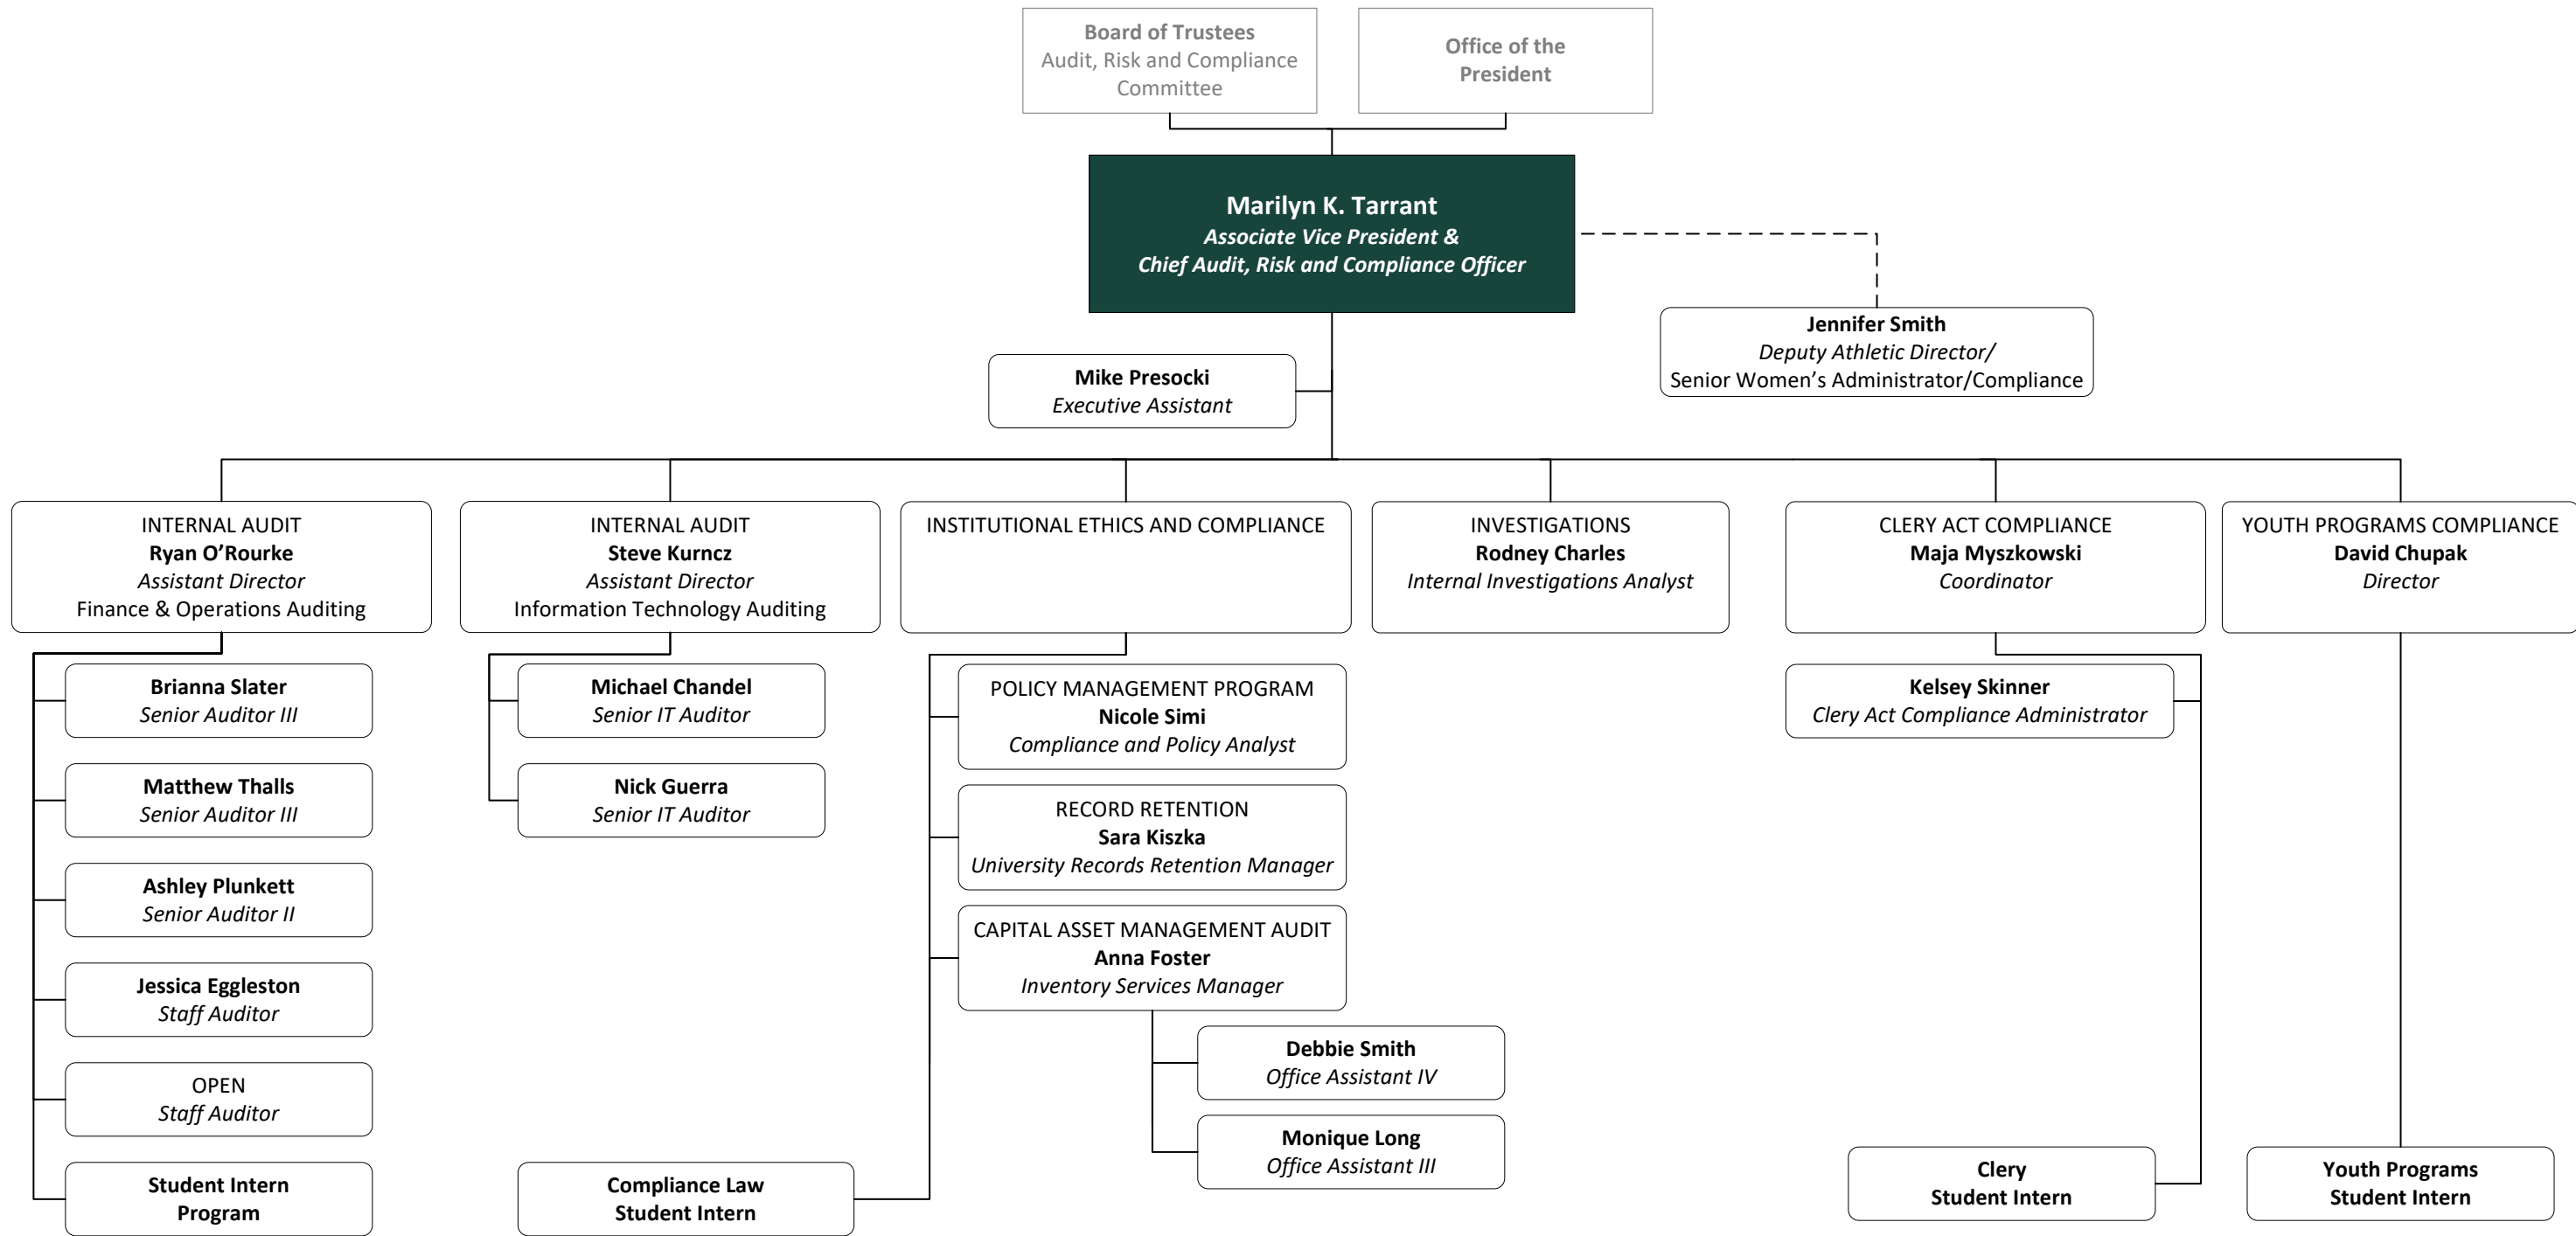 Board of Trustees
Audit, Risk and Compliance
Committee
Office of the
President
Marilyn K. Tarrant
Associate Vice President &
Chief Audit, Risk and Compliance Officer
Jennifer Smith
Deputy Athletic Director/
Senior Women’s Administrator/Compliance
Mike Presocki
Executive Assistant
INTERNAL AUDIT
Ryan O’Rourke
Assistant Director
Finance & Operations Auditing
INTERNAL AUDIT
Steve Kurncz
Assistant Director
Information Technology Auditing
INSTITUTIONAL ETHICS AND COMPLIANCE
INVESTIGATIONS
Rodney Charles
Internal Investigations Analyst
CLERY ACT COMPLIANCE
Maja Myszkowski
Coordinator
YOUTH PROGRAMS COMPLIANCE
David Chupak
Director
Brianna Slater
Senior Auditor III
Matthew Thalls
Senior Auditor III
Ashley Plunkett
Senior Auditor II
Jessica Eggleston
Staff Auditor
OPEN
Staff Auditor
Student Intern
Program
Michael Chandel
Senior IT Auditor
Nick Guerra
Senior IT Auditor
POLICY MANAGEMENT PROGRAM
Nicole Simi
Compliance and Policy Analyst
RECORD RETENTION
Sara Kiszka
University Records Retention Manager
CAPITAL ASSET MANAGEMENT AUDIT
Anna Foster
Inventory Services Manager
Debbie Smith
Office Assistant IV
Monique Long
Office Assistant III
Compliance Law
Student Intern
Kelsey Skinner
Clery Act Compliance Administrator
Clery
Student Intern
Youth Programs
Student Intern